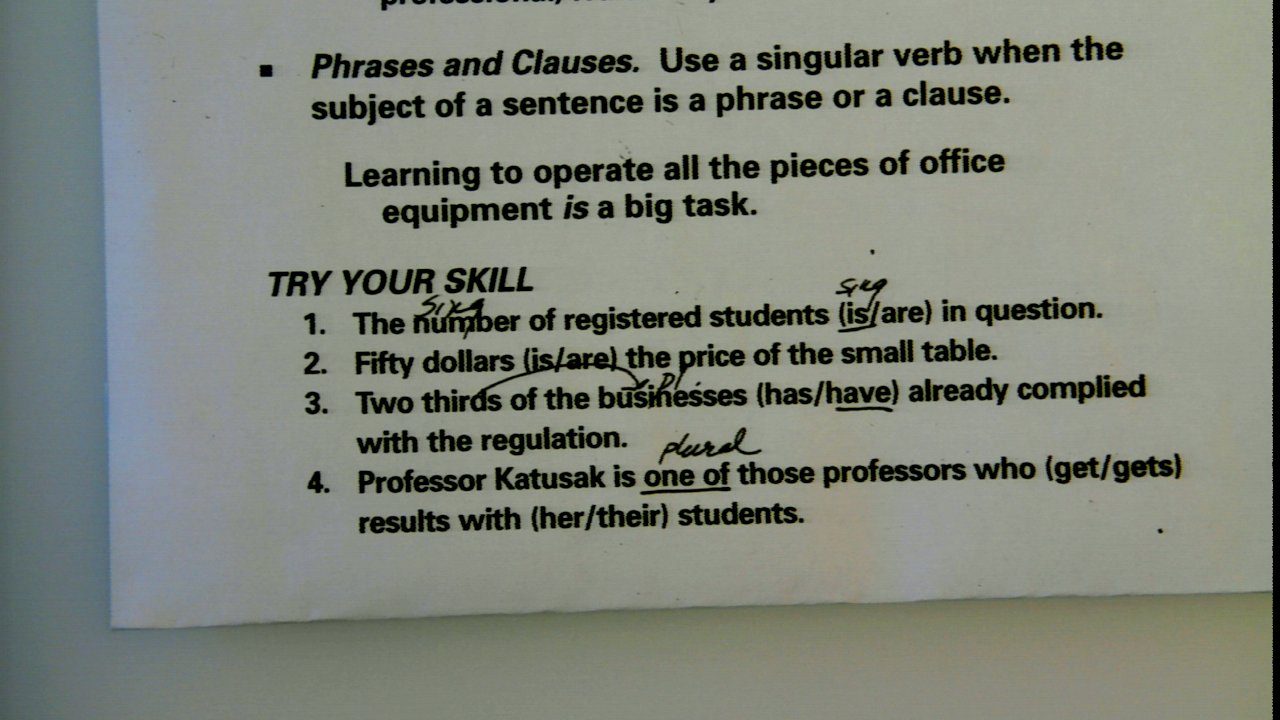 ▪ Phrases and Clauses. Use a singular verb when the
subject of a sentence is a phrase or a clause.
Learning to operate all the pieces of office
equipment is a big task.
TRY YOUR SKILL
sing sing
1. The number of registered students (is/are) in question.
2. Fifty dollars (is/are) the price of the small table.
pl
3. Two thirds of the businesses (has/have) already complied
with the regulation.
plural
4. Professor Katusak is one of those professors who (get/gets)
results with (her/their) students.